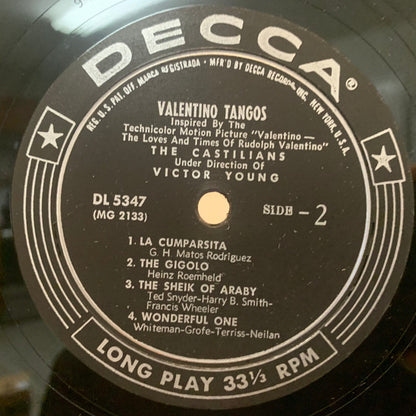 DECCA®
REG. U.S. PAT. OFF. MARCA REGISTRADA • MF'D BY DECCA RECORDS, INC., NEW YORK, U.S.A.
VALENTINO TANGOS
Inspired By The
Technicolor Motion Picture "Valentino—
The Loves And Times Of Rudolph Valentino"
THE CASTILIANS
Under Direction Of
VICTOR YOUNG
DL 5347
(MG 2133)
SIDE - 2
1. LA CUMPARSITA
G. H. Matos Rodriguez
2. THE GIGOLO
Heinz Roemheld
3. THE SHEIK OF ARABY
Ted Snyder-Harry B. Smith-
Francis Wheeler
4. WONDERFUL ONE
Whiteman-Grofe-Terriss-Neilan
LONG PLAY 33⅓ RPM